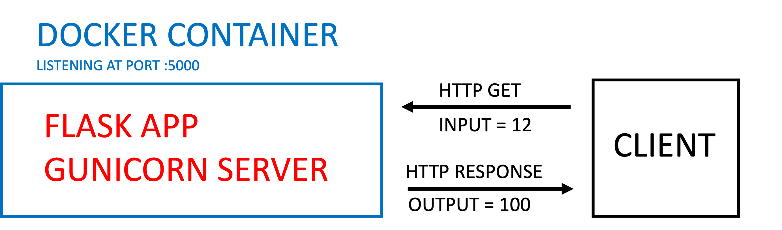 DOCKER CONTAINER
LISTENING AT PORT :5000
FLASK APP
GUNICORN SERVER
HTTP GET
INPUT = 12
HTTP RESPONSE
OUTPUT = 100
CLIENT